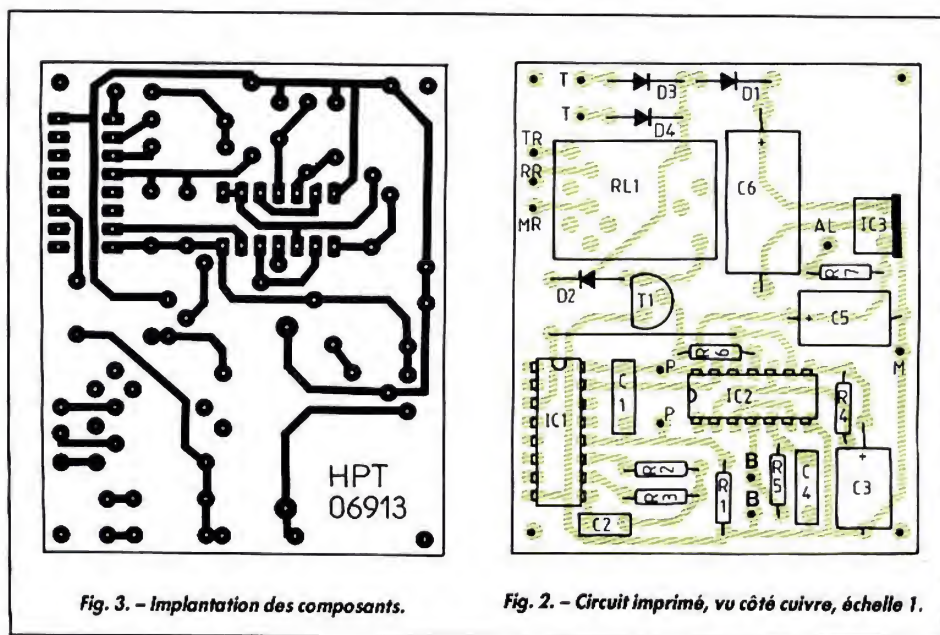 HPT
06913
T
D3
D1
T
D4
TR
RR
MR
RL1
C6
+
AL
IC3
R7
D2
T1
+
C5
M
R6
P
IC1
C1
IC2
R4
P
R2
R3
R1
B
B
R5
C4
+
C3
C2
Fig. 3. – Implantation des composants.
Fig. 2. – Circuit imprimé, vu côté cuivre, échelle 1.